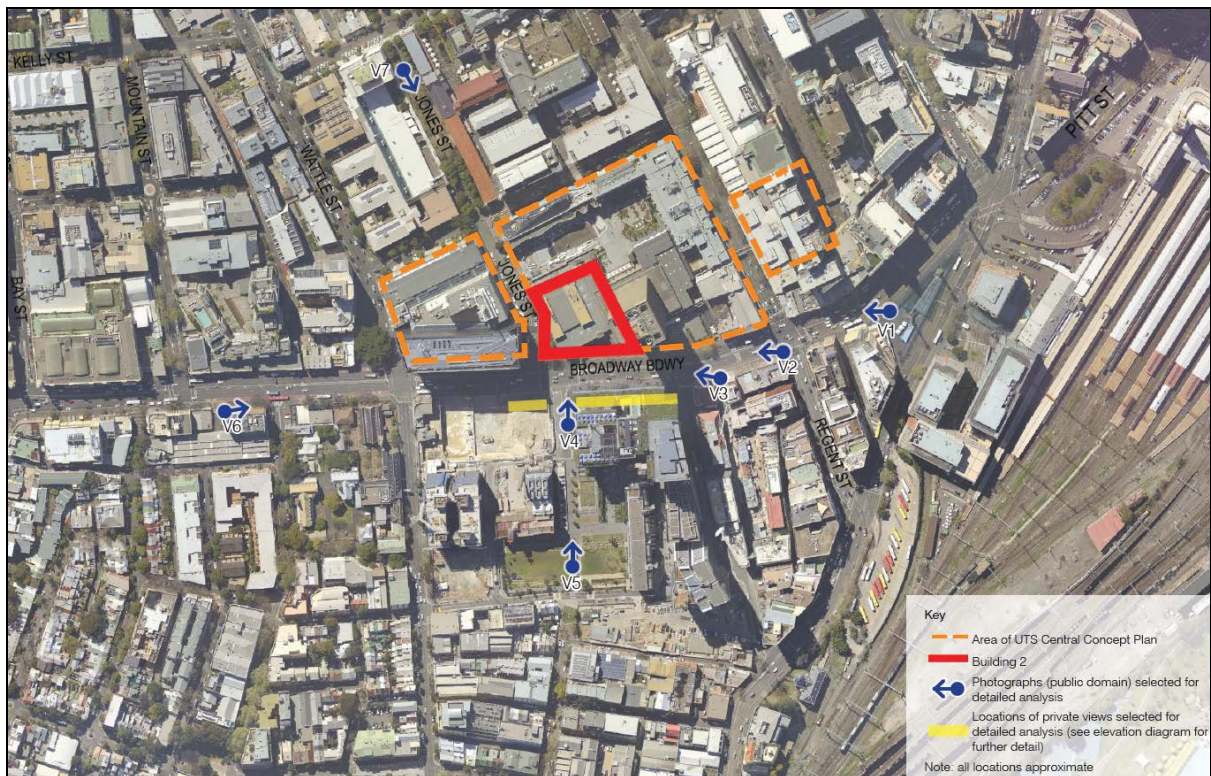 KELLY ST
MOUNTAIN ST
WATTLE ST
V7
JONES ST
PITT ST
BAY ST
JONES ST
V1
BROADWAY BDWY
V2
V3
V6
V4
REGENT ST
V5
Key
Area of UTS Central Concept Plan
Building 2
Photographs (public domain) selected for
detailed analysis
Locations of private views selected for
detailed analysis (see elevation diagram for
further detail)
Note: all locations approximate